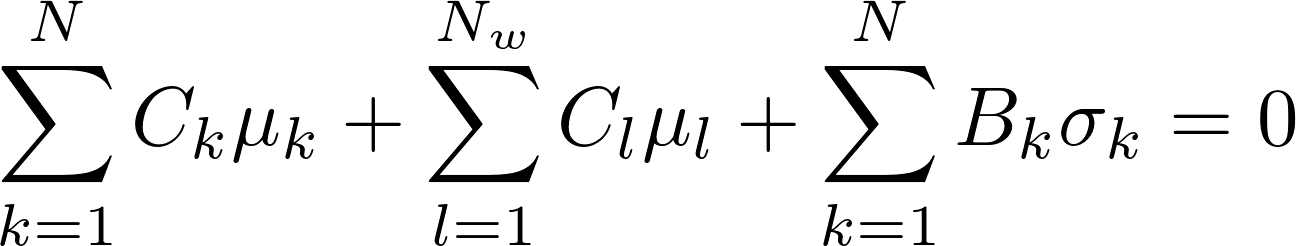 \sum_{k=1}^{N} C_k \mu_k + \sum_{l=1}^{N_w} C_l \mu_l + \sum_{k=1}^{N} B_k \sigma_k = 0